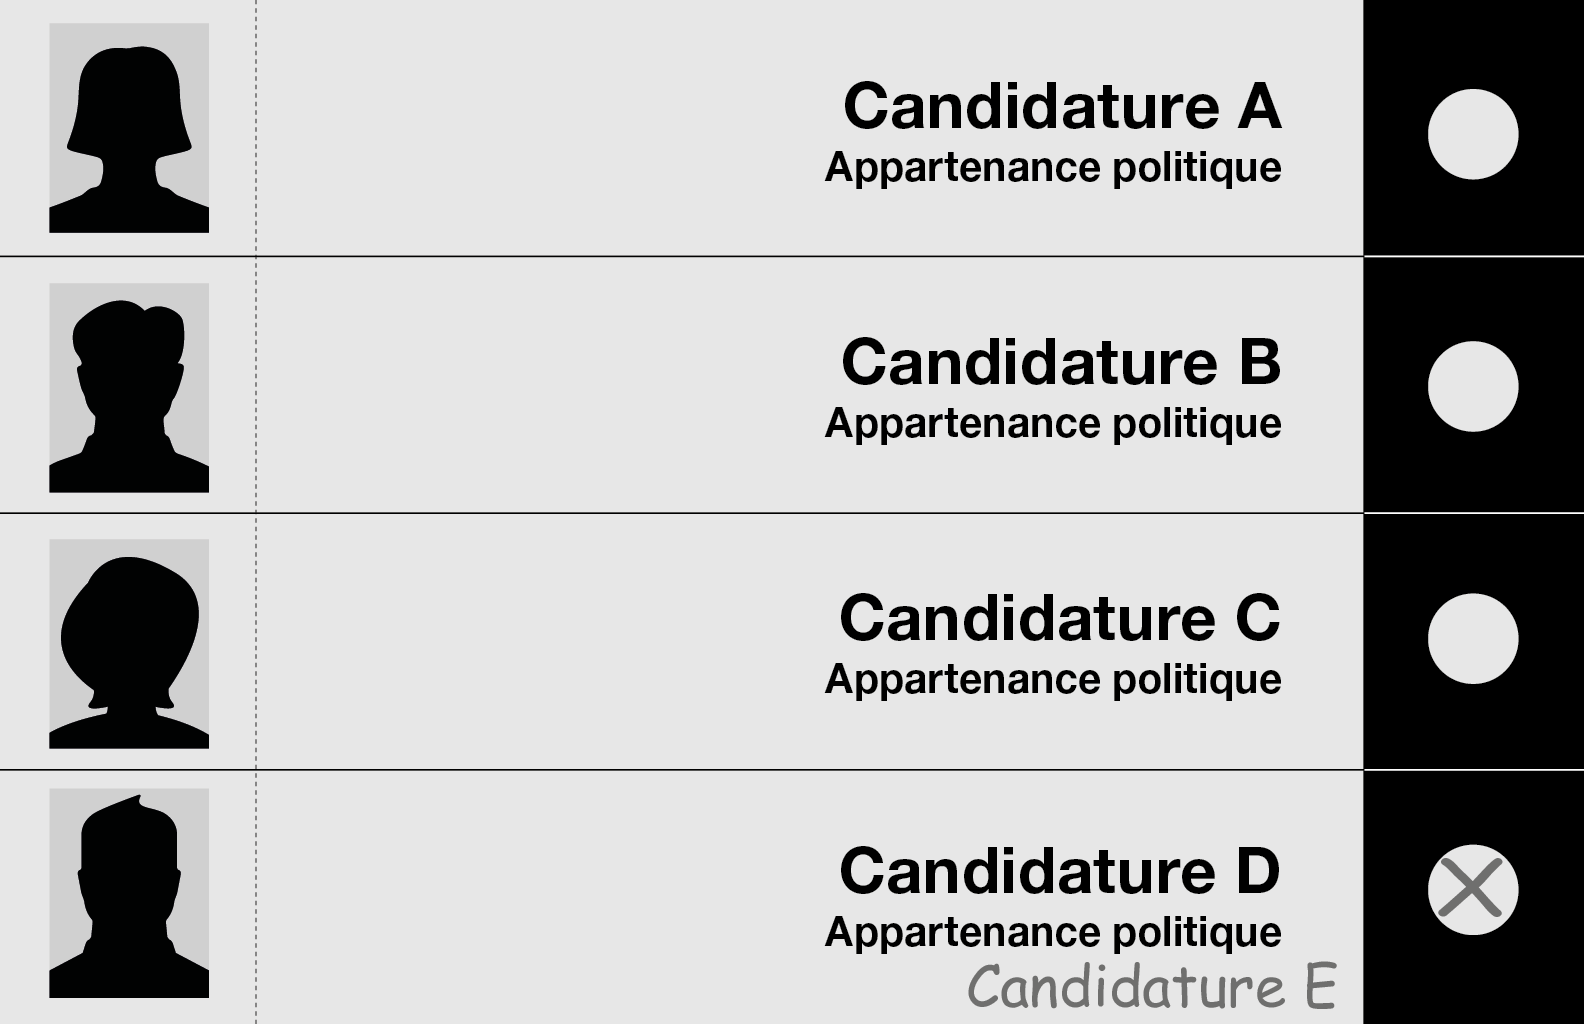 Candidature A
Appartenance politique
Candidature B
Appartenance politique
Candidature C
Appartenance politique
Candidature D
Appartenance politique
Candidature E